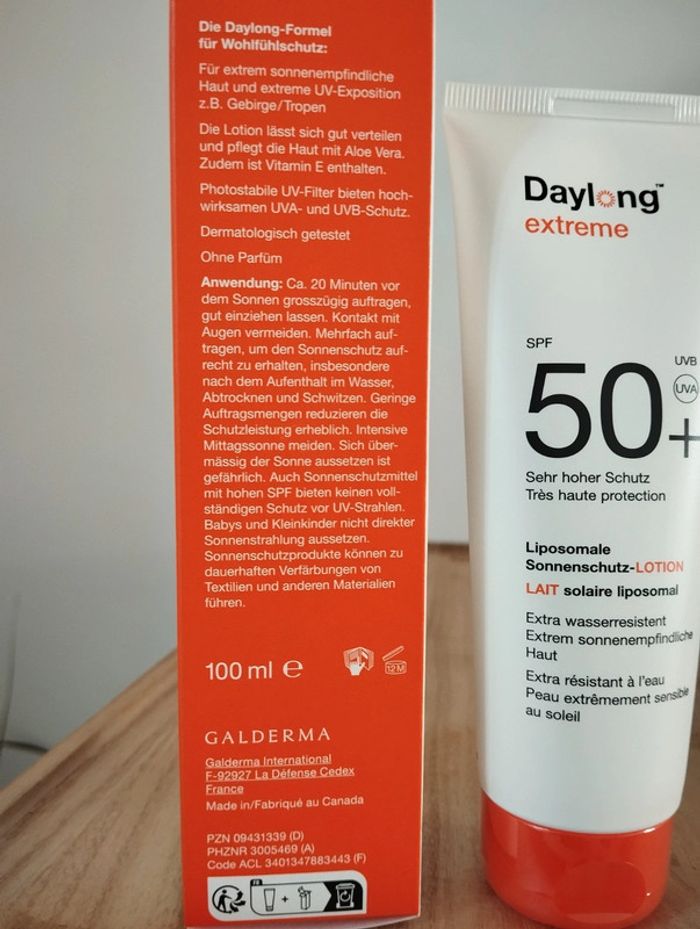 Die Daylong-Formel
für Wohlfühlschutz:
Für extrem sonnenempfindliche
Haut und extreme UV-Exposition
z.B. Gebirge/Tropen
Die Lotion lässt sich gut verteilen
und pflegt die Haut mit Aloe Vera.
Zudem ist Vitamin E enthalten.
Photostabile UV-Filter bieten hoch-
wirksamen UVA- und UVB-Schutz.
Dermatologisch getestet
Ohne Parfüm
Anwendung: Ca. 20 Minuten vor
dem Sonnen grosszügig auftragen,
gut einziehen lassen. Kontakt mit
Augen vermeiden. Mehrfach auf-
tragen, um den Sonnenschutz auf-
recht zu erhalten, insbesondere
nach dem Aufenthalt im Wasser,
Abtrocknen und Schwitzen. Geringe
Auftragsmengen reduzieren die
Schutzleistung erheblich. Intensive
Mittagssonne meiden. Sich über-
mässig der Sonne aussetzen ist
gefährlich. Auch Sonnenschutzmittel
mit hohen SPF bieten keinen voll-
ständigen Schutz vor UV-Strahlen.
Babys und Kleinkinder nicht direkter
Sonnenstrahlung aussetzen.
Sonnenschutzprodukte können zu
dauerhaften Verfärbungen von
Textilien und anderen Materialien
führen.
100 ml e
12 M
GALDERMA
Galderma International
F-92927 La Défense Cedex
France
Made in/Fabriqué au Canada
PZN 09431339 (D)
PHZNR 3005469 (A)
Code ACL 3401347883443 (F)
FR
+
Daylong™
extreme
SPF
50+
UVB
UVA
Sehr hoher Schutz
Très haute protection
Liposomale
Sonnenschutz-LOTION
LAIT solaire liposomal
Extra wasserresistent
Extrem sonnenempfindliche
Haut
Extra résistant à l'eau
Peau extrêmement sensible
au soleil